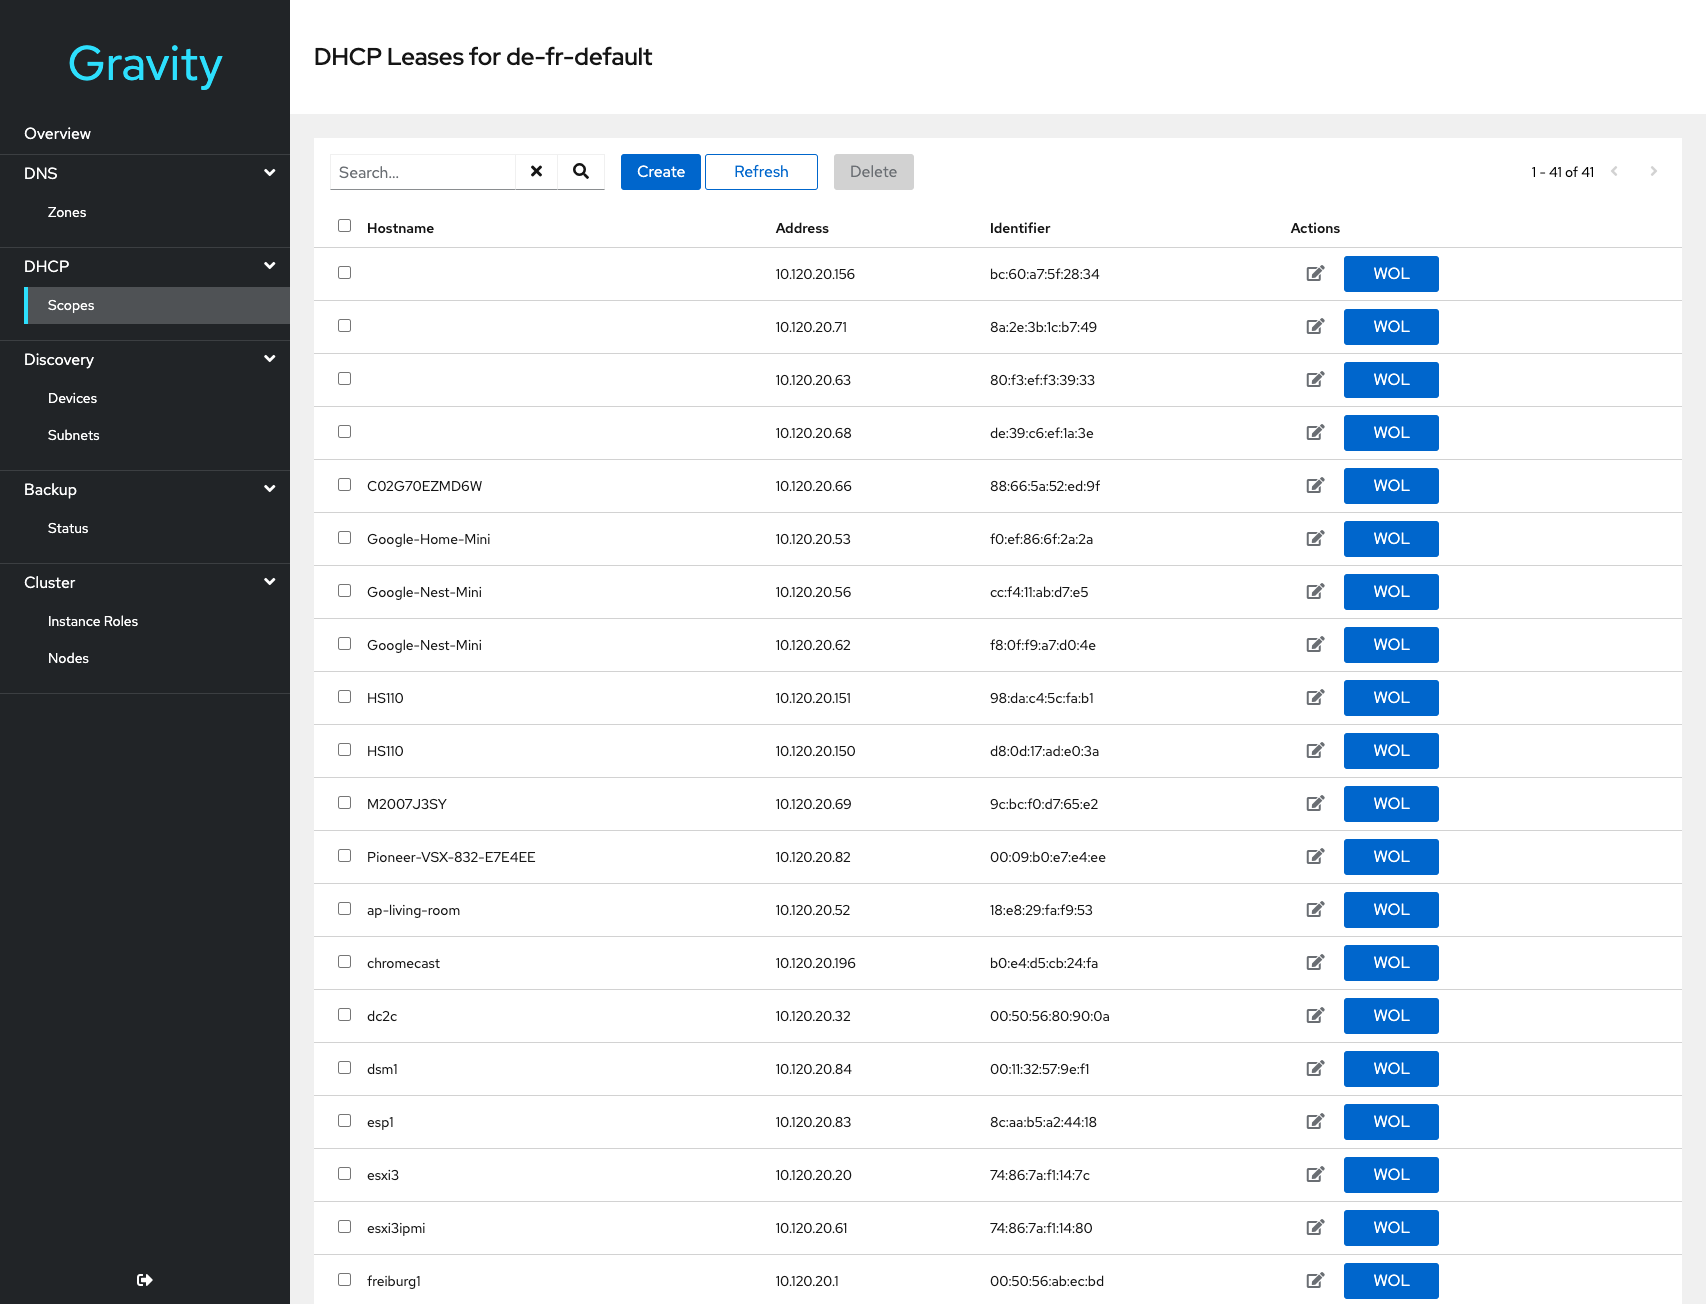 Gravity
Overview
DNS
Zones
DHCP
Scopes
Discovery
Devices
Subnets
Backup
Status
Cluster
Instance Roles
Nodes
DHCP Leases for de-fr-default
Search... Create Refresh Delete 1 - 41 of 41
Hostname Address Identifier Actions
10.120.20.156 bc:60:a7:5f:28:34 WOL
10.120.20.71 8a:2e:3b:1c:b7:49 WOL
10.120.20.63 80:f3:ef:f3:39:33 WOL
10.120.20.68 de:39:c6:ef:1a:3e WOL
C02G70EZMD6W 10.120.20.66 88:66:5a:52:ed:9f WOL
Google-Home-Mini 10.120.20.53 f0:ef:86:6f:2a:2a WOL
Google-Nest-Mini 10.120.20.56 cc:f4:11:ab:d7:e5 WOL
Google-Nest-Mini 10.120.20.62 f8:0f:f9:a7:d0:4e WOL
HS110 10.120.20.151 98:da:c4:5c:fa:b1 WOL
HS110 10.120.20.150 d8:0d:17:ad:e0:3a WOL
M2007J3SY 10.120.20.69 9c:bc:f0:d7:65:e2 WOL
Pioneer-VSX-832-E7E4EE 10.120.20.82 00:09:b0:e7:e4:ee WOL
ap-living-room 10.120.20.52 18:e8:29:fa:f9:53 WOL
chromecast 10.120.20.196 b0:e4:d5:cb:24:fa WOL
dc2c 10.120.20.32 00:50:56:80:90:0a WOL
dsm1 10.120.20.84 00:11:32:57:9e:f1 WOL
esp1 10.120.20.83 8c:aa:b5:a2:44:18 WOL
esxi3 10.120.20.20 74:86:7a:f1:14:7c WOL
esxi3ipmi 10.120.20.61 74:86:7a:f1:14:80 WOL
freiburg1 10.120.20.1 00:50:56:ab:ec:bd WOL